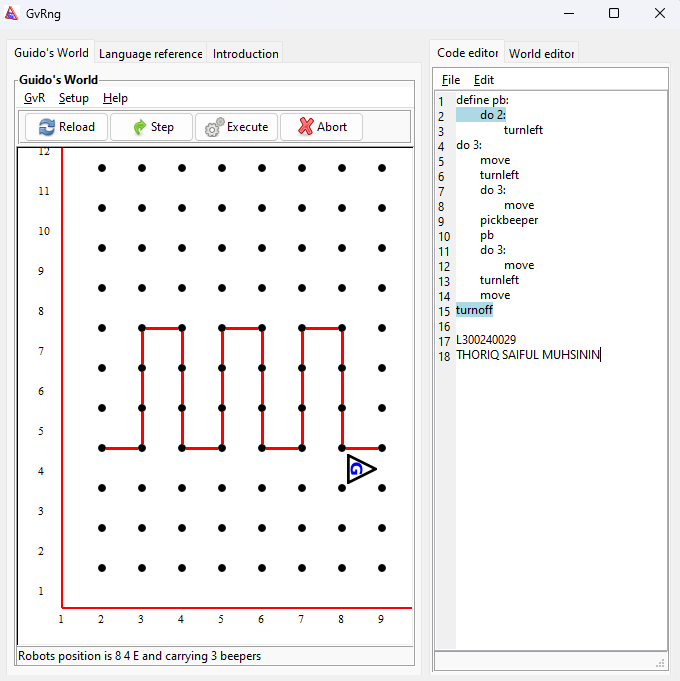 GvRng
Guido's World Language reference Introduction
Guido's World
GvR Setup Help
Reload Step Execute Abort
12
11
10
9
8
7
6
5
4
3
2
1
G
1 2 3 4 5 6 7 8 9
Robots position is 8 4 E and carrying 3 beepers
Code editor World editor
File Edit
1 define pb:
2 do 2:
3 turnleft
4 do 3:
5 move
6 turnleft
7 do 3:
8 move
9 pickbeeper
10 pb
11 do 3:
12 move
13 turnleft
14 move
15 turnoff
16
17 L300240029
18 THORIQ SAIFUL MUHSININ